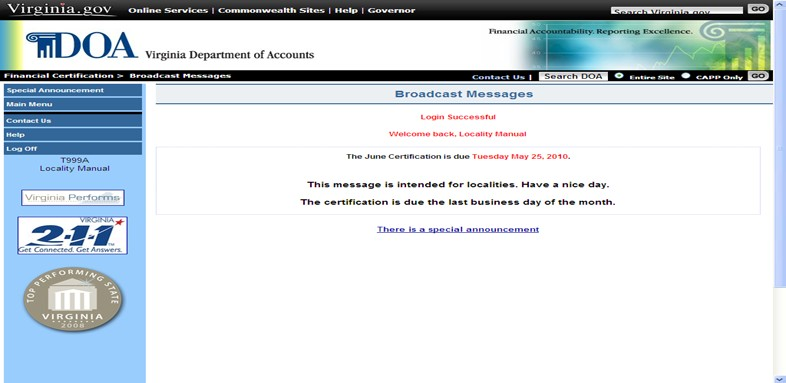 Virginia.gov Online Services | Commonwealth Sites | Help | Governor Search Virginia.gov GO
DOA Virginia Department of Accounts
Financial Accountability. Reporting Excellence.
Financial Certification > Broadcast Messages Contact Us | Search DOA Entire Site CAPP Only GO
Special Announcement
Main Menu
Contact Us
Help
Log Off
T999A
Locality Manual
Virginia Performs
VIRGINIA
2-1-1
Get Connected. Get Answers.
TOP PERFORMING STATE
VIRGINIA
2008
Broadcast Messages
Login Successful
Welcome back, Locality Manual
The June Certification is due Tuesday May 25, 2010.
This message is intended for localities. Have a nice day.
The certification is due the last business day of the month.
There is a special announcement